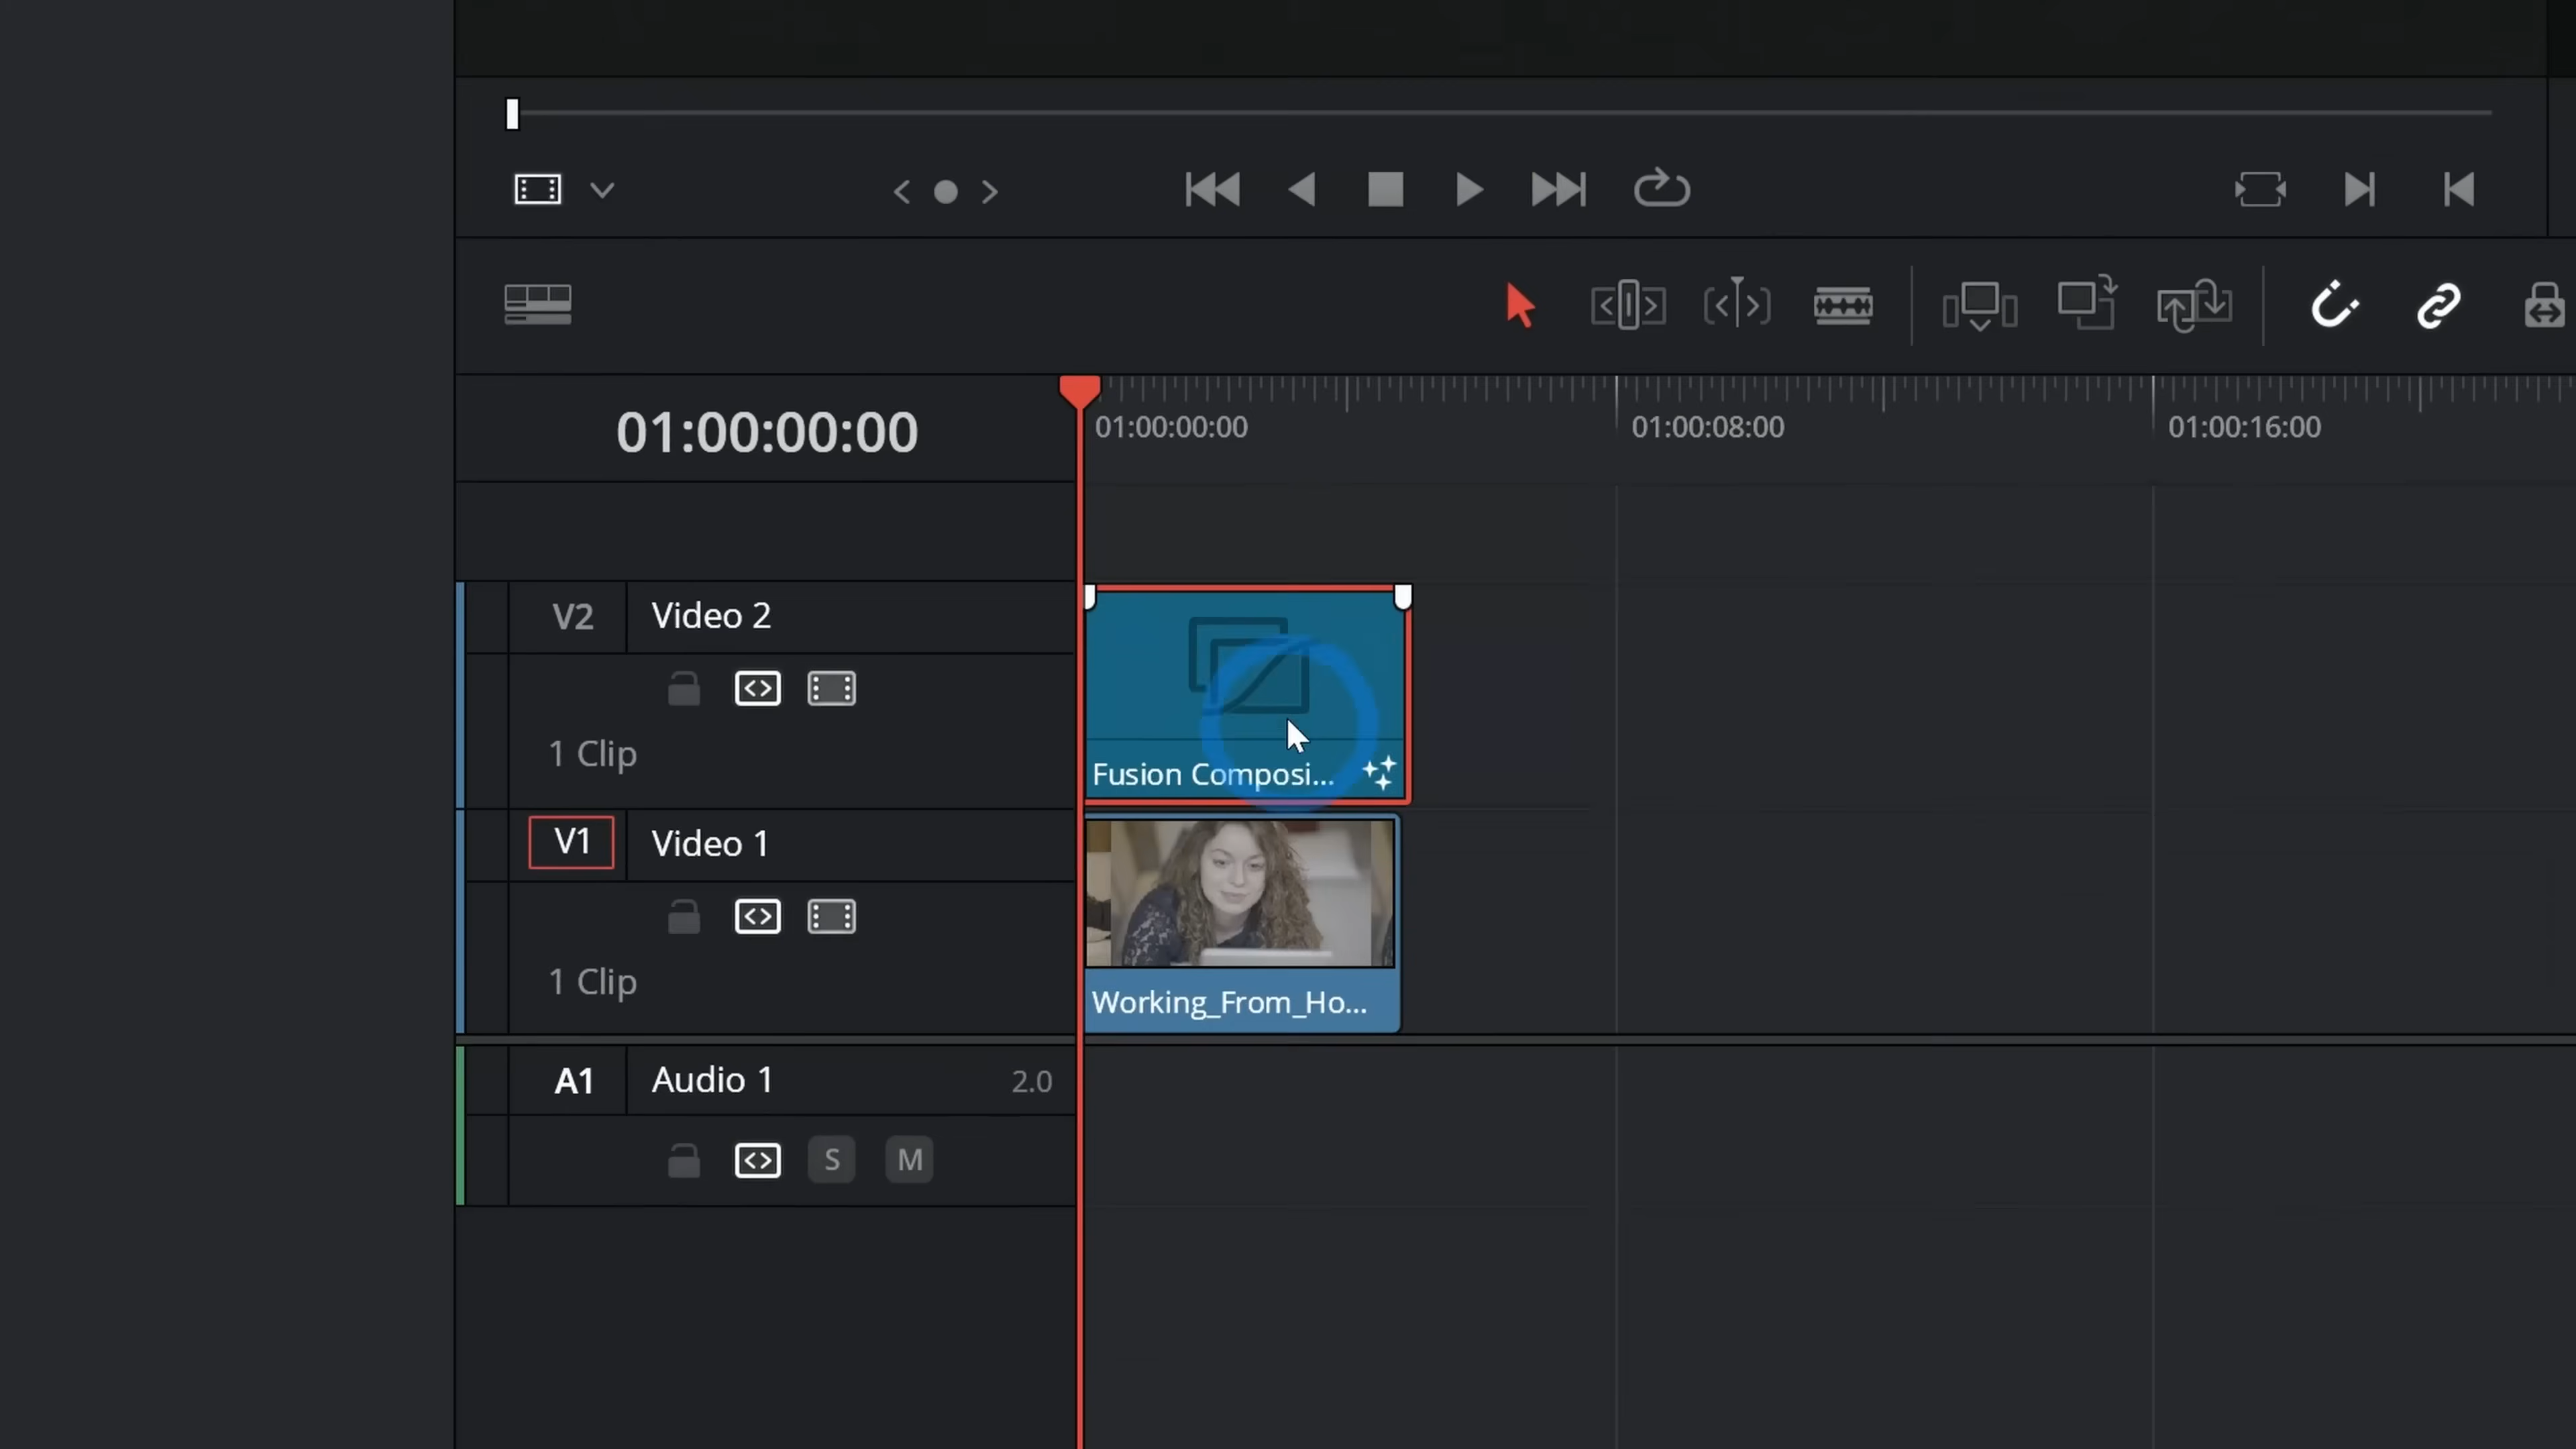 01:00:00:00
01:00:00:00
01:00:08:00
01:00:16:00
V2
Video 2
1 Clip
Fusion Composi...
V1
Video 1
1 Clip
Working_From_Ho...
A1
Audio 1
2.0
S
M